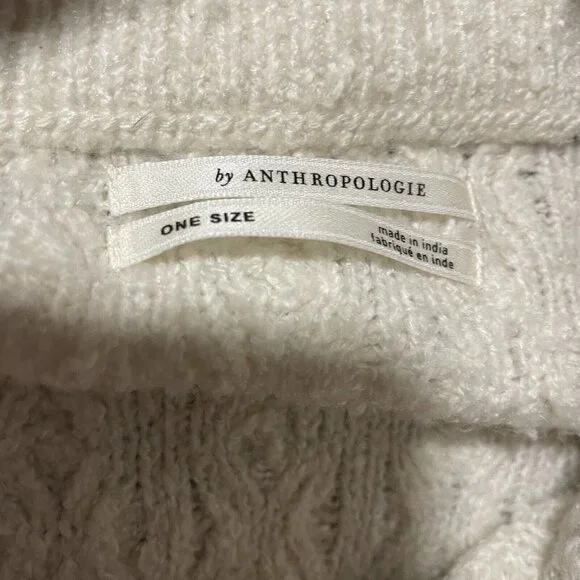 by ANTHROPOLOGIE
ONE SIZE
made in india
fabriqué en inde